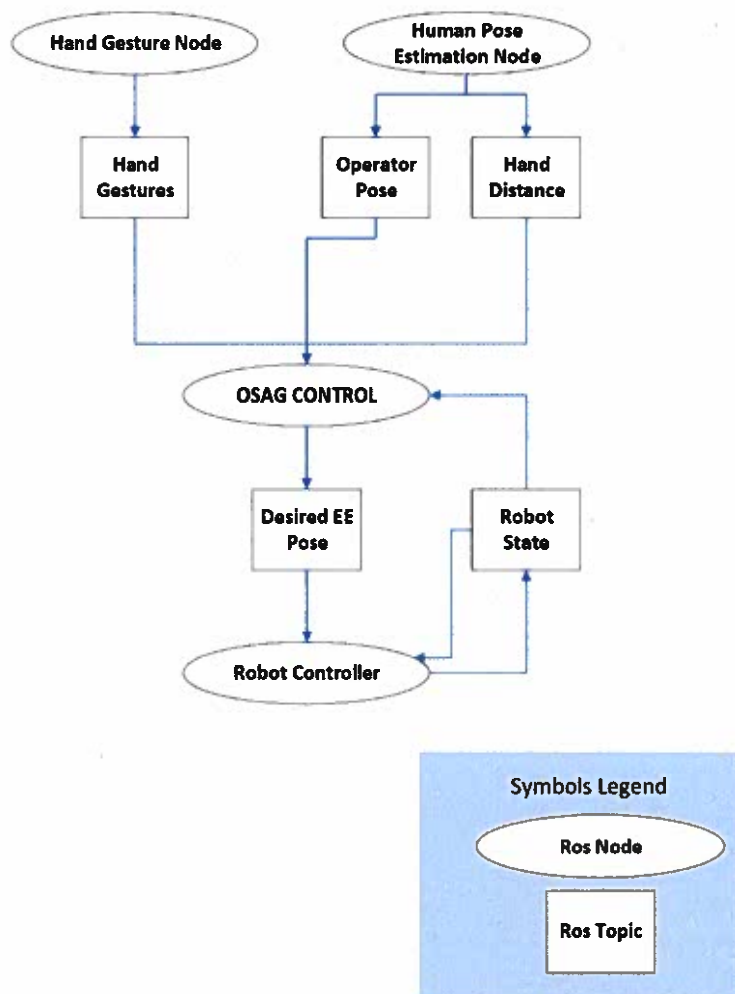 Hand Gesture Node
Human Pose
Estimation Node
Hand
Gestures
Operator
Pose
Hand
Distance
OSAG CONTROL
Desired EE
Pose
Robot
State
Robot Controller
Symbols Legend
Ros Node
Ros Topic